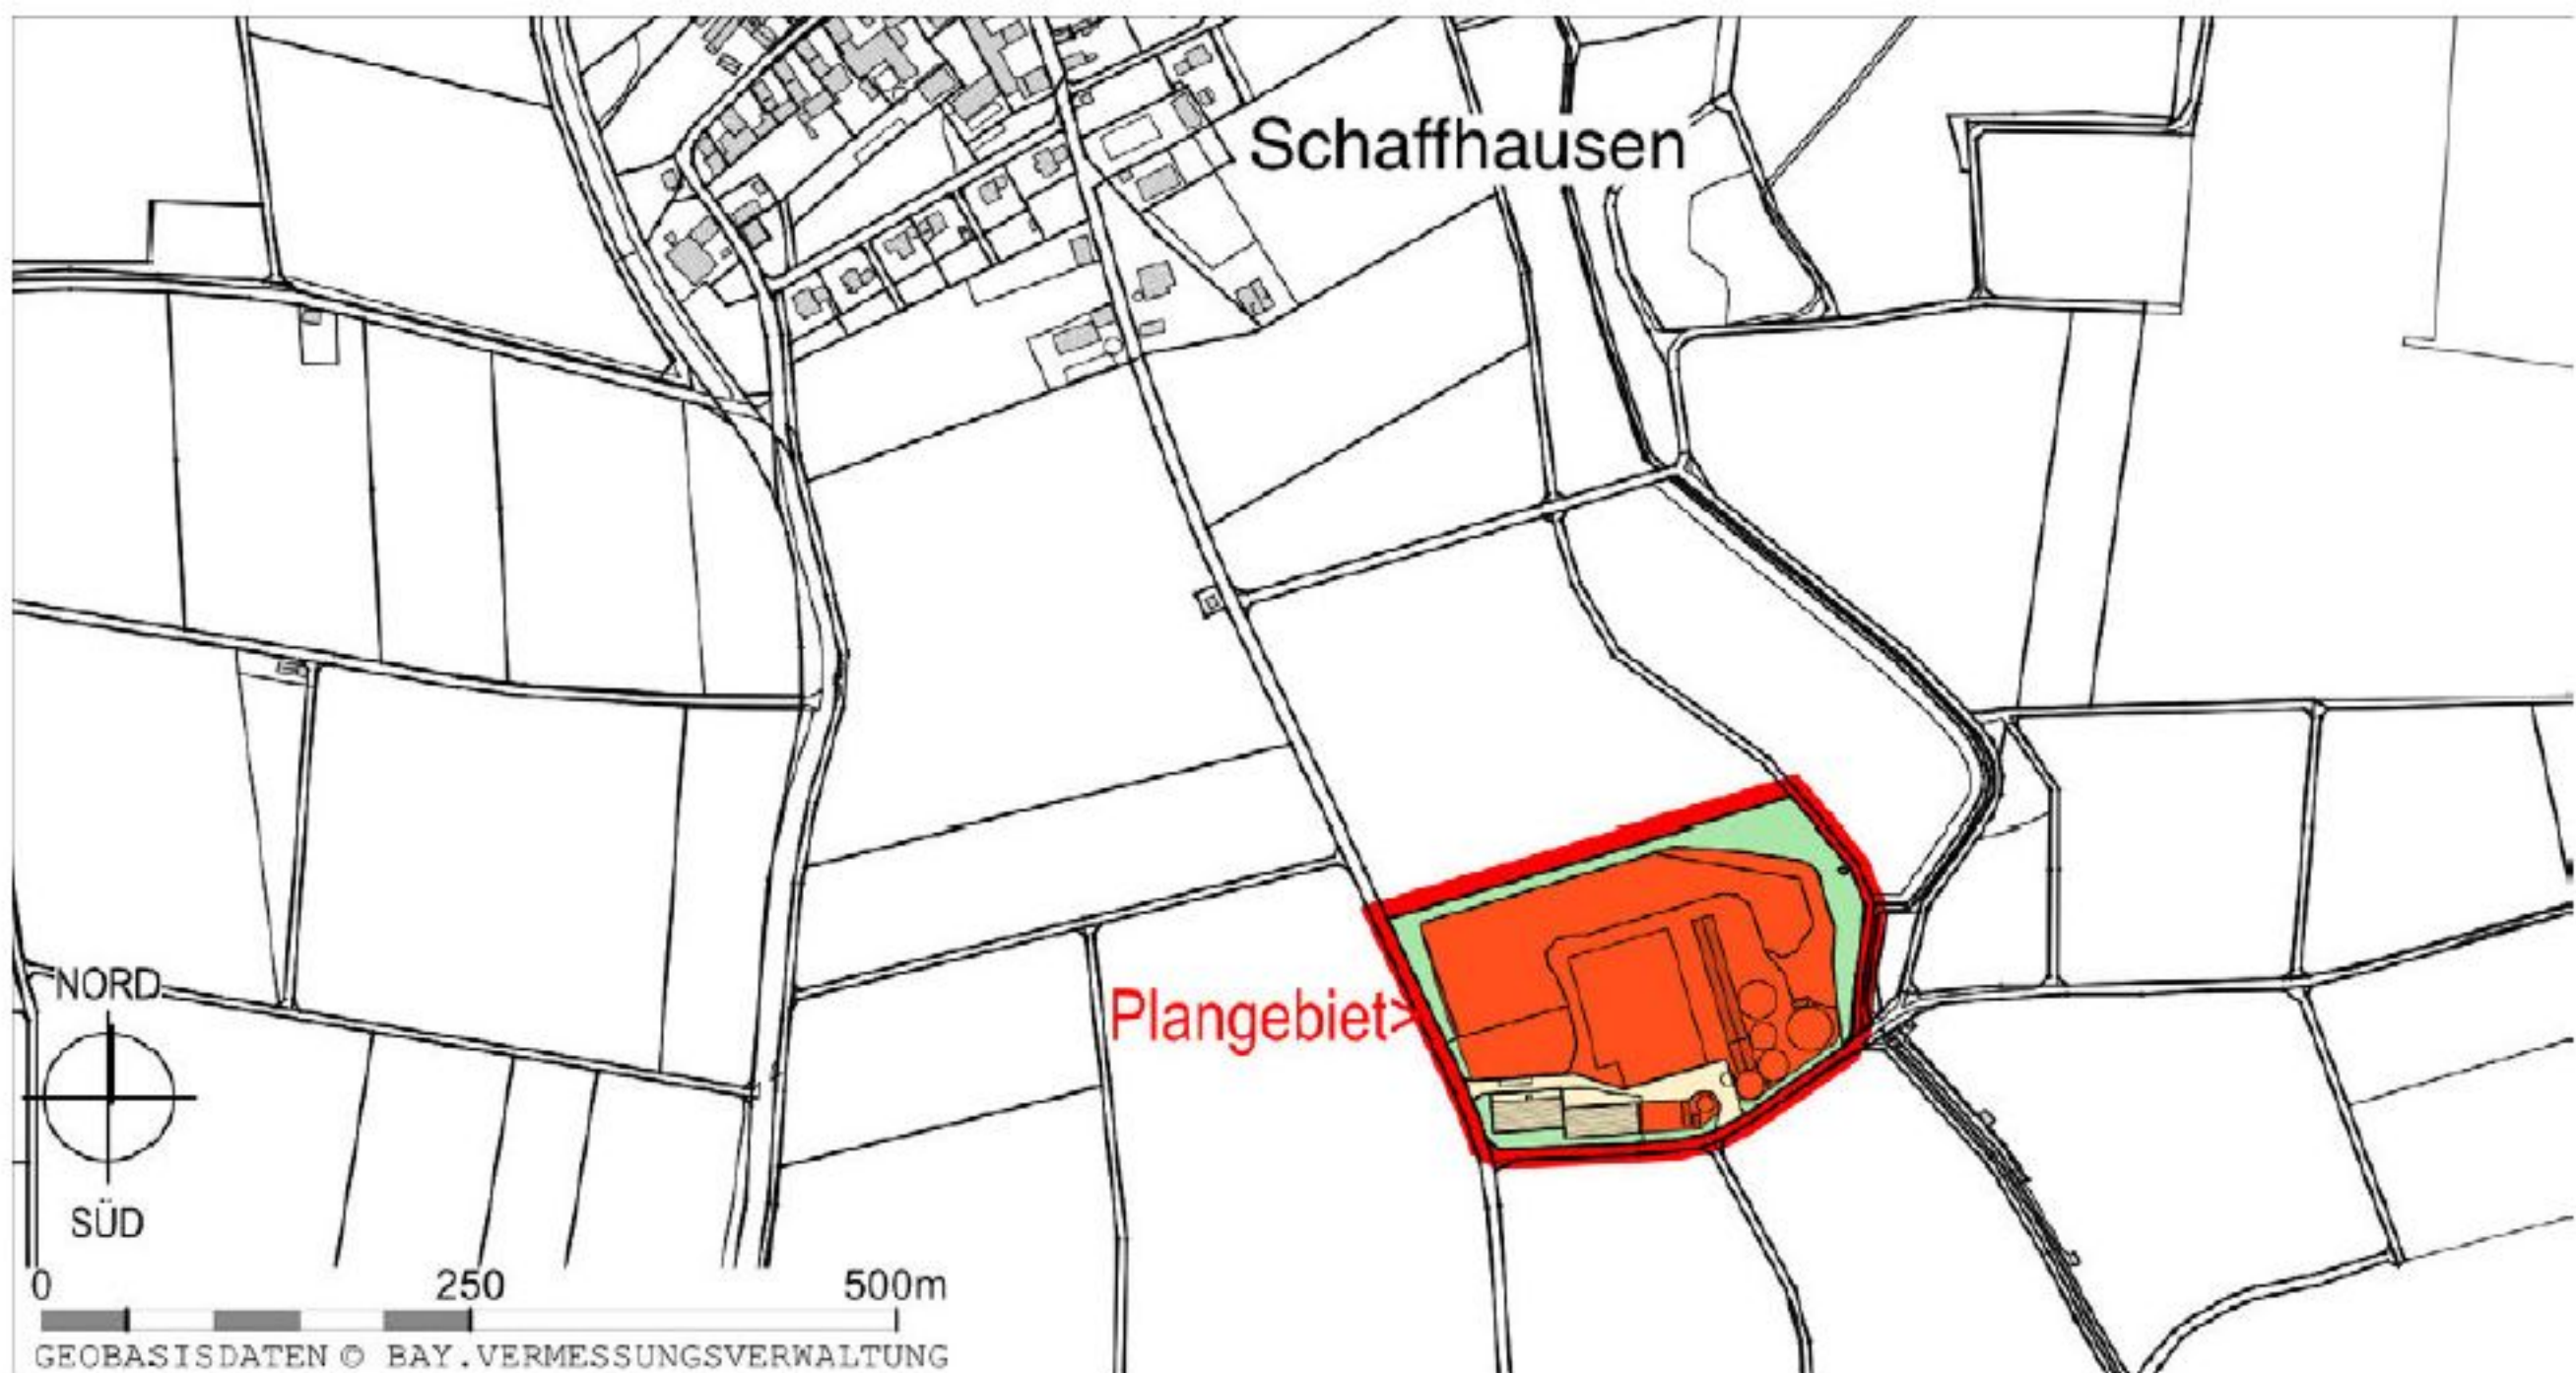 Schaffhausen
Plangebiet>
NORD
SÜD
0 250 500m
GEOBASISDATEN © BAY.VERMESSUNGSVERWALTUNG